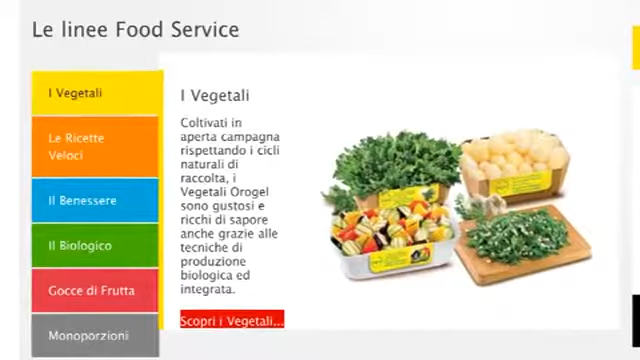 Le linee Food Service
I Vegetali
Le Ricette
Veloci
Il Benessere
Il Biologico
Gocce di Frutta
Monoporzioni
I Vegetali
Coltivati in
aperta campagna
rispettando i cicli
naturali di
raccolta, i
Vegetali Orogel
sono gustosi e
ricchi di sapore
anche grazie alle
tecniche di
produzione
biologica ed
integrata.
Scopri i Vegetali...